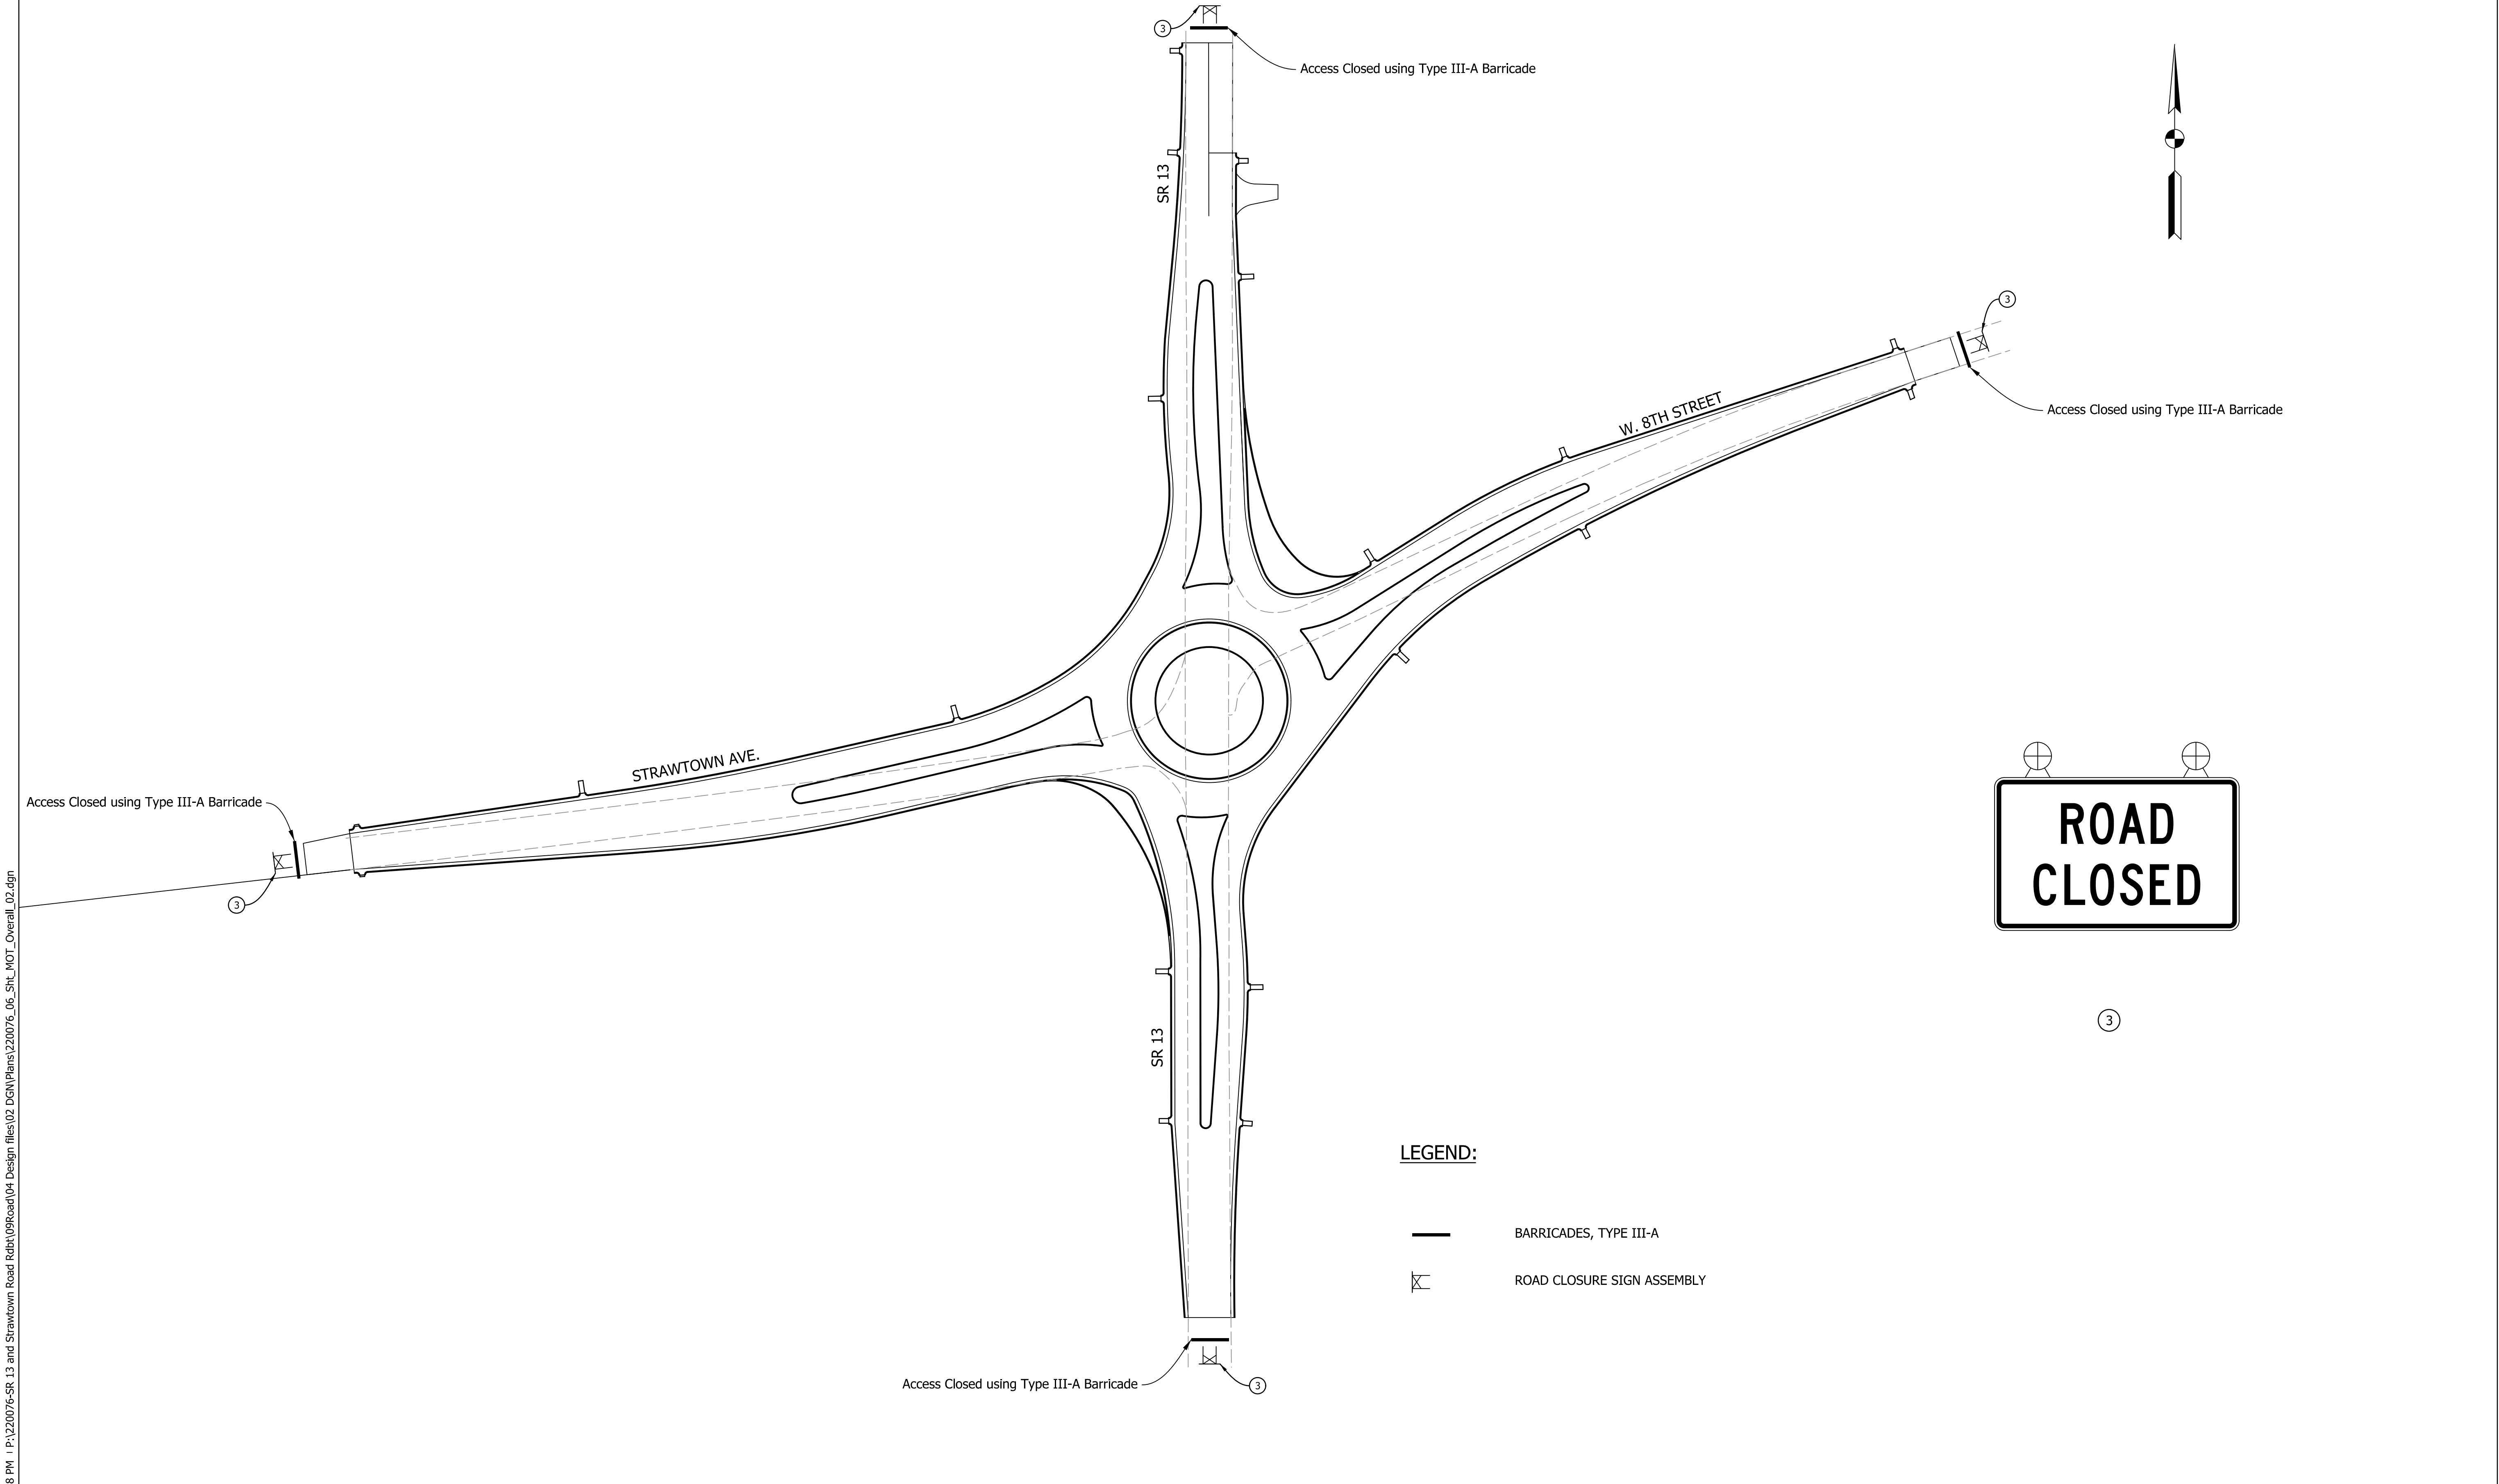 3
Access Closed using Type III-A Barricade
SR 13
3
W. 8TH STREET
Access Closed using Type III-A Barricade
STRAWTOWN AVE.
Access Closed using Type III-A Barricade
3
ROAD
CLOSED
3
SR 13
LEGEND:
BARRICADES, TYPE III-A
ROAD CLOSURE SIGN ASSEMBLY
Access Closed using Type III-A Barricade
3
8 PM | P:\220076-SR 13 and Strawtown Road Rdbt\09Road\04 Design files\02 DGN\Plans\220076_06_Sht_MOT_Overall_02.dgn